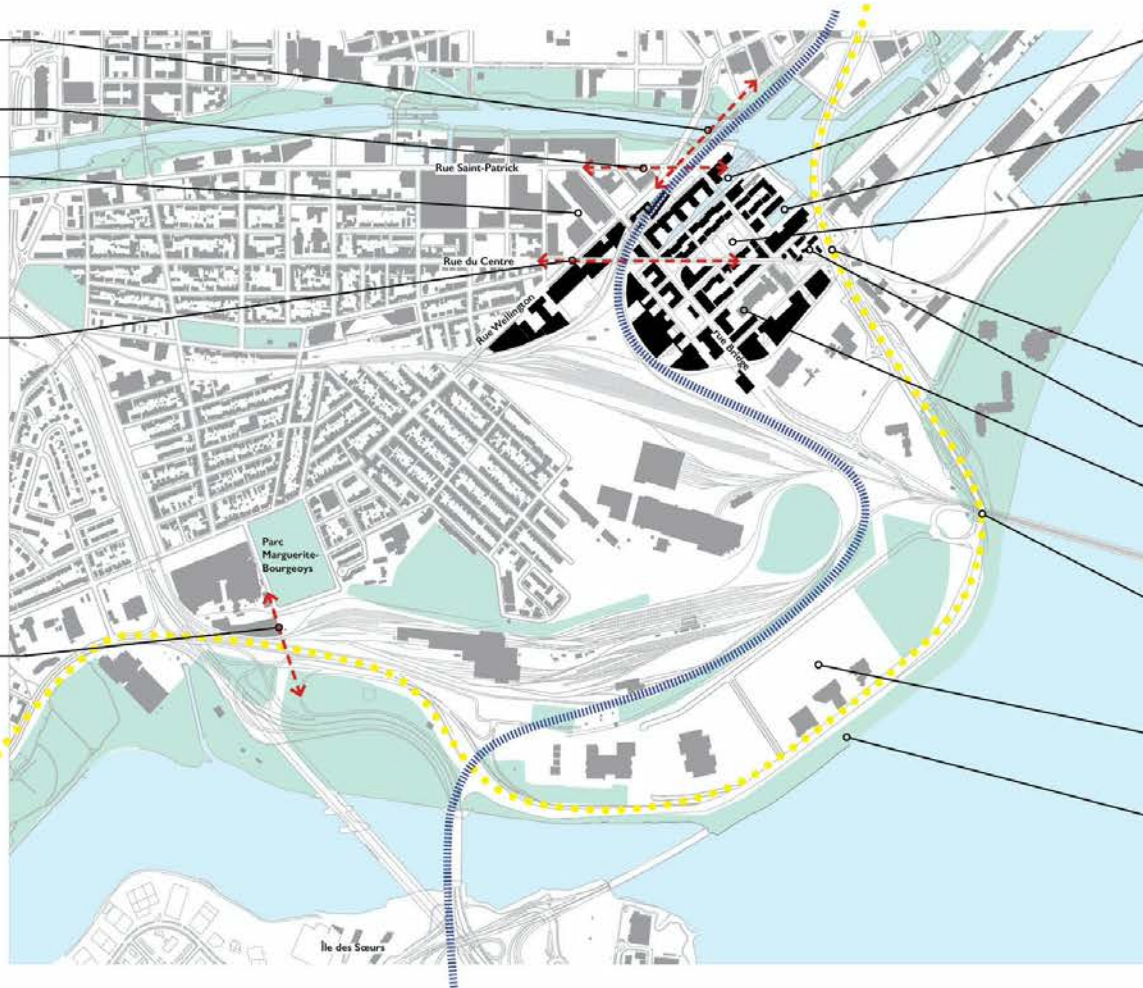 Rue Saint-Patrick
Rue du Centre
Rue Wellington
rue Bridge
Parc
Marguerite-
Bourgeoys
Île des Sœurs